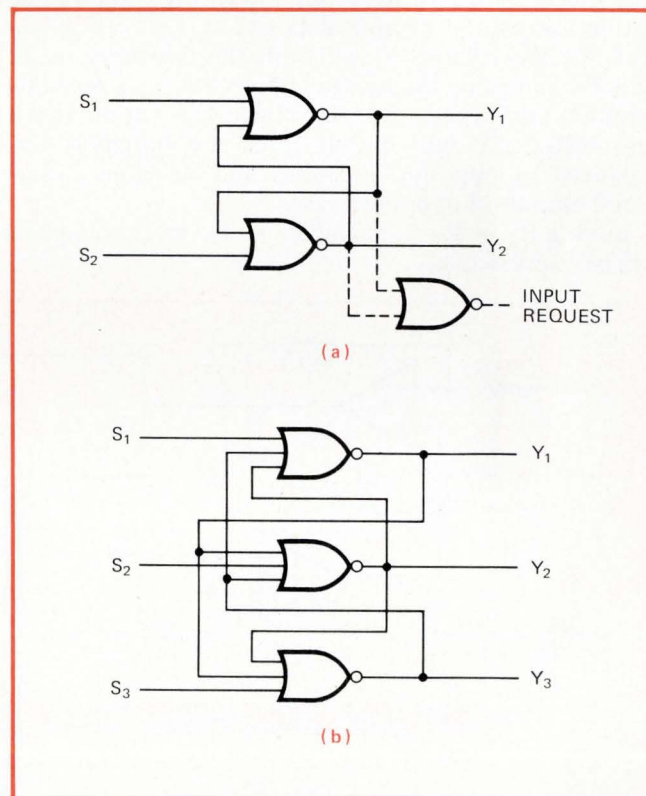 S₁
Y₁
S₂
Y₂
INPUT
REQUEST
(a)
S₁
Y₁
S₂
Y₂
S₃
Y₃
(b)